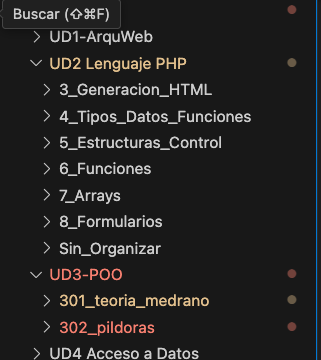 Buscar (⇧⌘F)
UD1-ArquWeb
UD2 Lenguaje PHP
3_Generacion_HTML
4_Tipos_Datos_Funciones
5_Estructuras_Control
6_Funciones
7_Arrays
8_Formularios
Sin_Organizar
UD3-POO
301_teoria_medrano
302_pildoras
UD4 Acceso a Datos